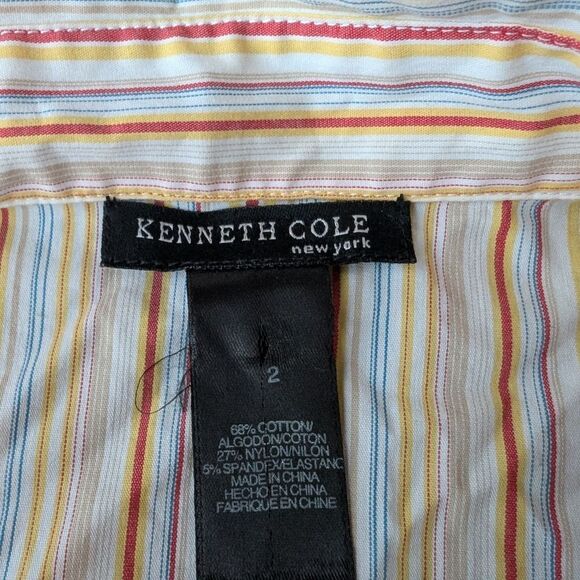 KENNETH COLE
new york
2
68% COTTON/
ALGODON/COTON
27% NYLON/NILON
5% SPANDEX/ELASTANO
MADE IN CHINA
HECHO EN CHINA
FABRIQUE EN CHINE